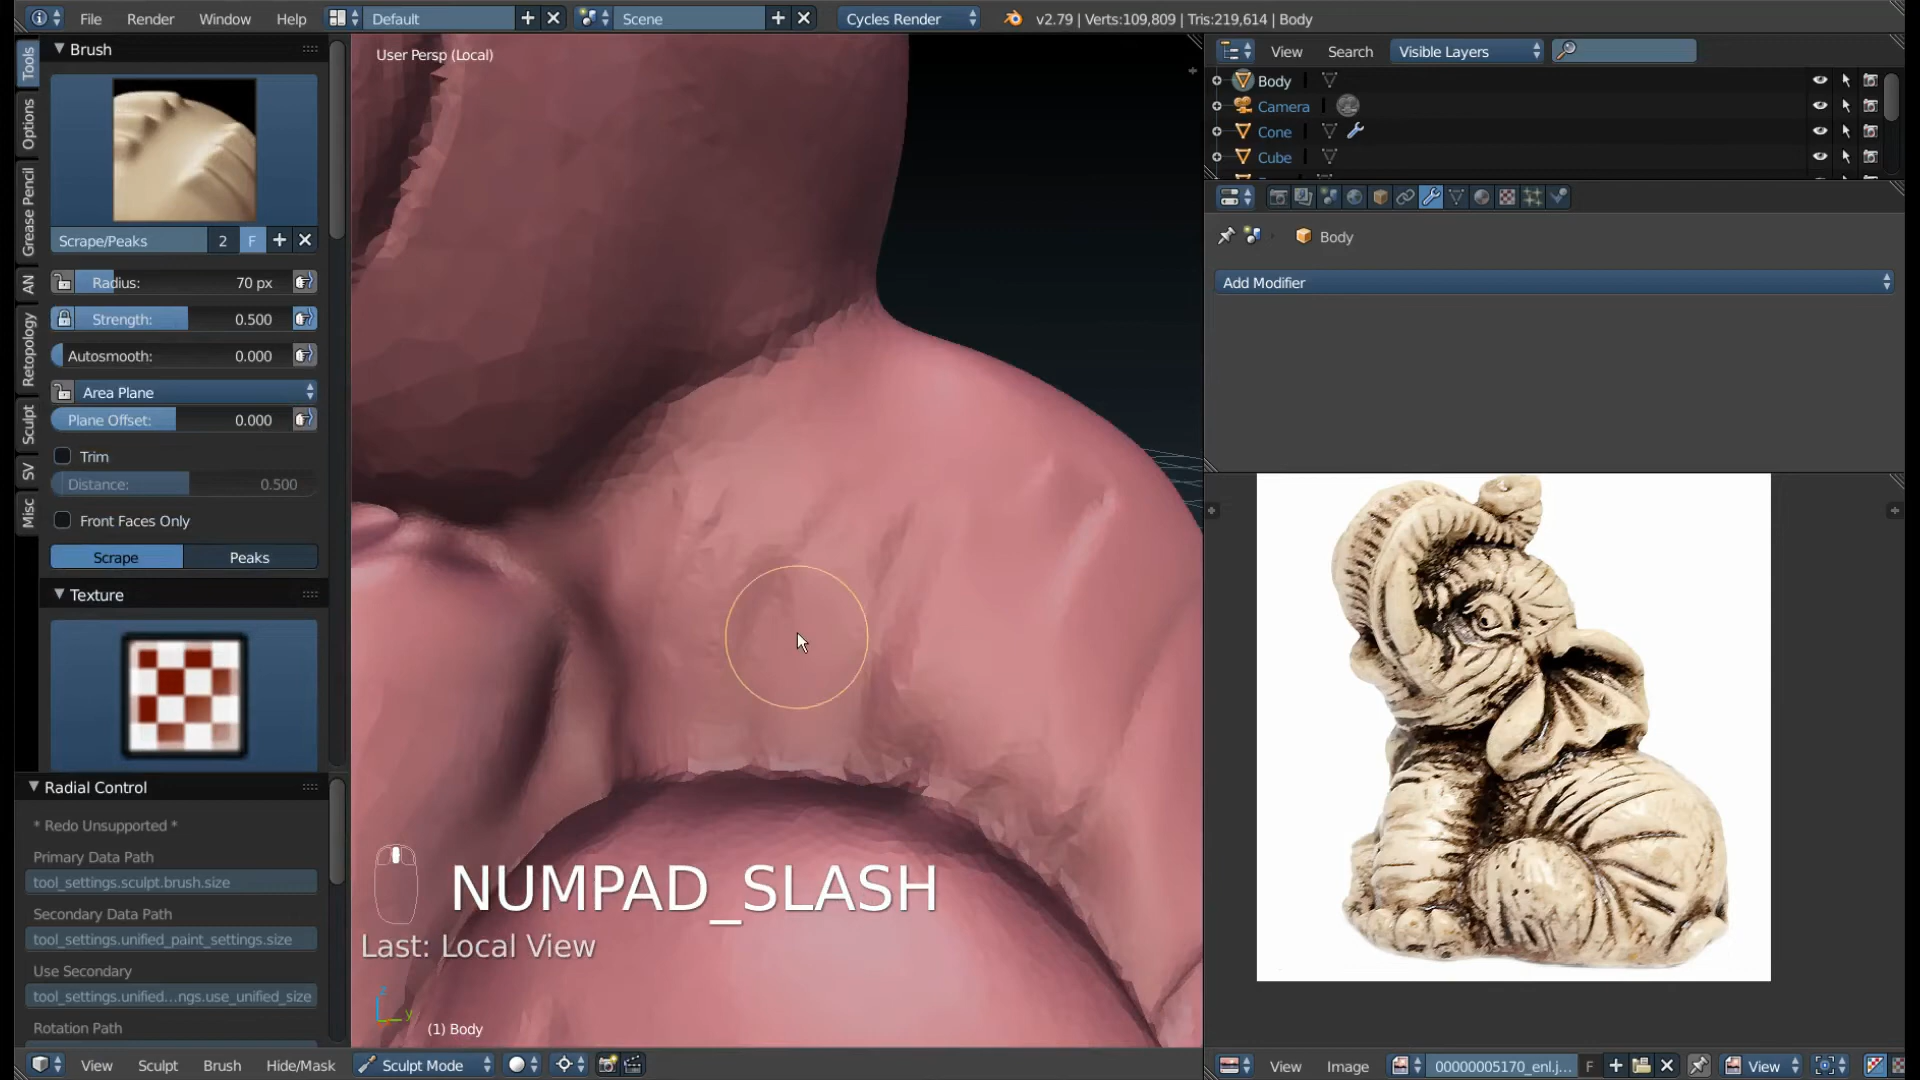 File Render Window Help Default Scene Cycles Render v2.79 | Verts:109,809 | Tris:219,614 | Body
Tools
Options
Grease Pencil
AN
Retopology
Sculpt
SV
Misc
Brush
Scrape/Peaks 2 F
Radius: 70 px
Strength: 0.500
Autosmooth: 0.000
Area Plane
Plane Offset: 0.000
Trim
Distance: 0.500
Front Faces Only
Scrape Peaks
Texture
Radial Control
* Redo Unsupported *
Primary Data Path
tool_settings.sculpt.brush.size
Secondary Data Path
tool_settings.unified_paint_settings.size
Use Secondary
tool_settings.unified...ngs.use_unified_size
Rotation Path
User Persp (Local)
NUMPAD_SLASH
Last: Local View
z
y
(1) Body
View Sculpt Brush Hide/Mask Sculpt Mode
View Search Visible Layers
Body
Camera
Cone
Cube
Body
Add Modifier
View Image 00000005170_enl.j... F View